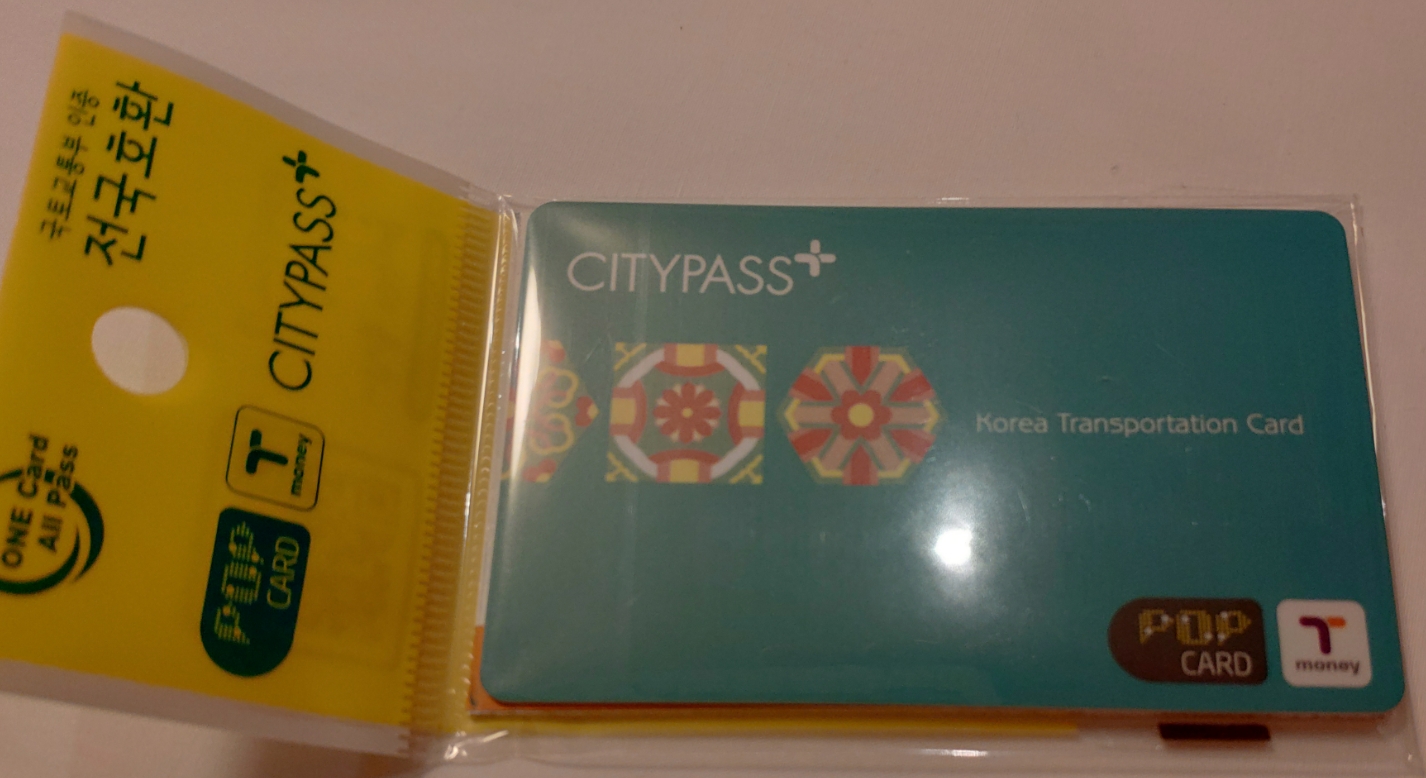 국토교통부 인증
전국호환
CITYPASS+
T
money
POP
CARD
ONE Card
All Pass
CITYPASS+
Korea Transportation Card
POP
CARD
T
money